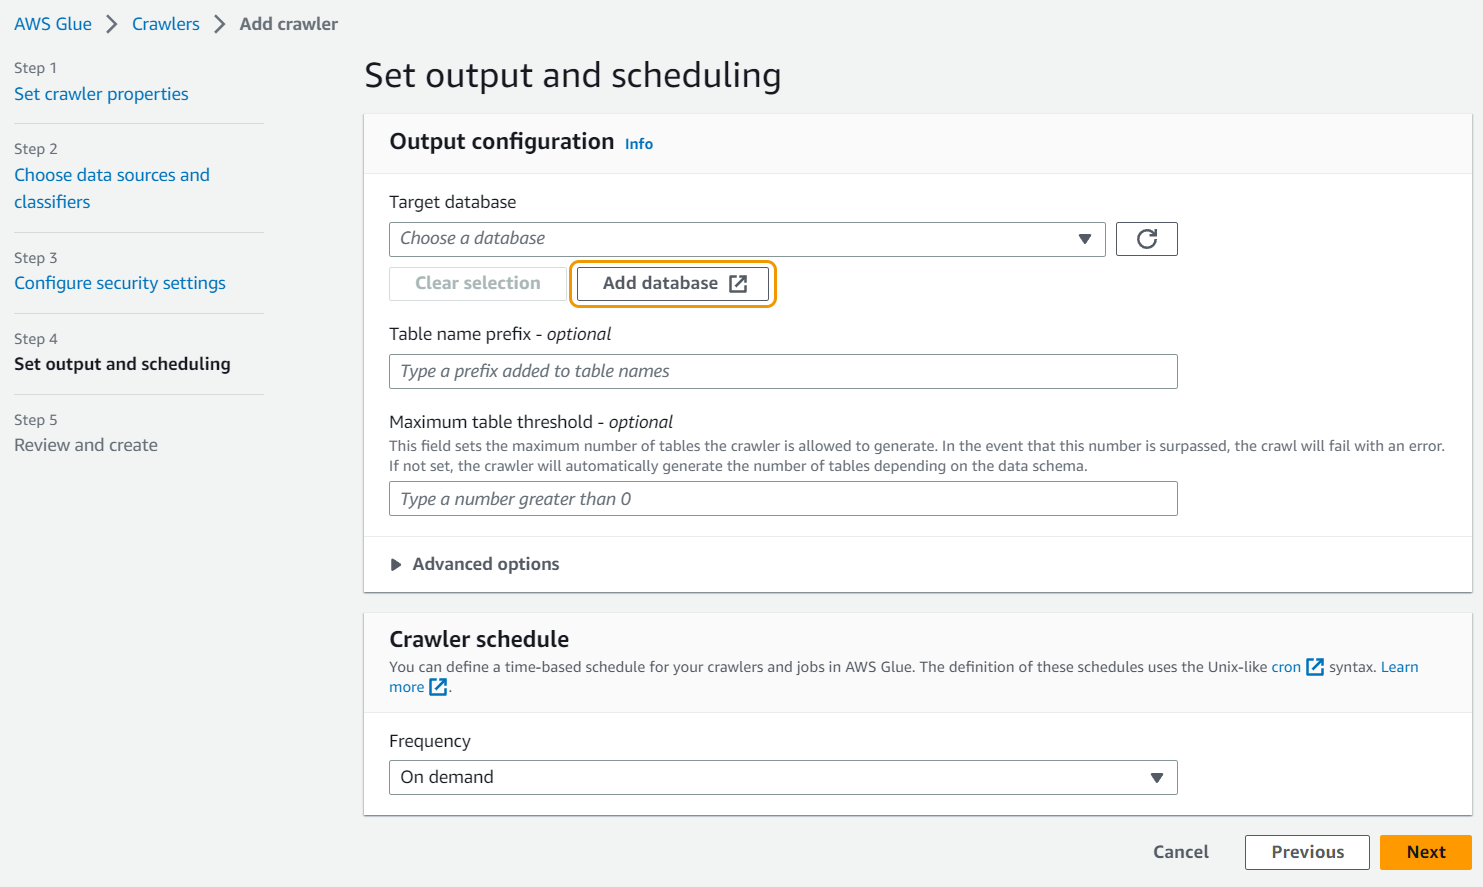 AWS Glue > Crawlers > Add crawler
Step 1
Set crawler properties
Step 2
Choose data sources and
classifiers
Step 3
Configure security settings
Step 4
Set output and scheduling
Step 5
Review and create
Set output and scheduling
Output configuration Info
Target database
Choose a database
Clear selection Add database
Table name prefix - optional
Type a prefix added to table names
Maximum table threshold - optional
This field sets the maximum number of tables the crawler is allowed to generate. In the event that this number is surpassed, the crawl will fail with an error.
If not set, the crawler will automatically generate the number of tables depending on the data schema.
Type a number greater than 0
Advanced options
Crawler schedule
You can define a time-based schedule for your crawlers and jobs in AWS Glue. The definition of these schedules uses the Unix-like cron syntax. Learn
more .
Frequency
On demand
Cancel Previous Next